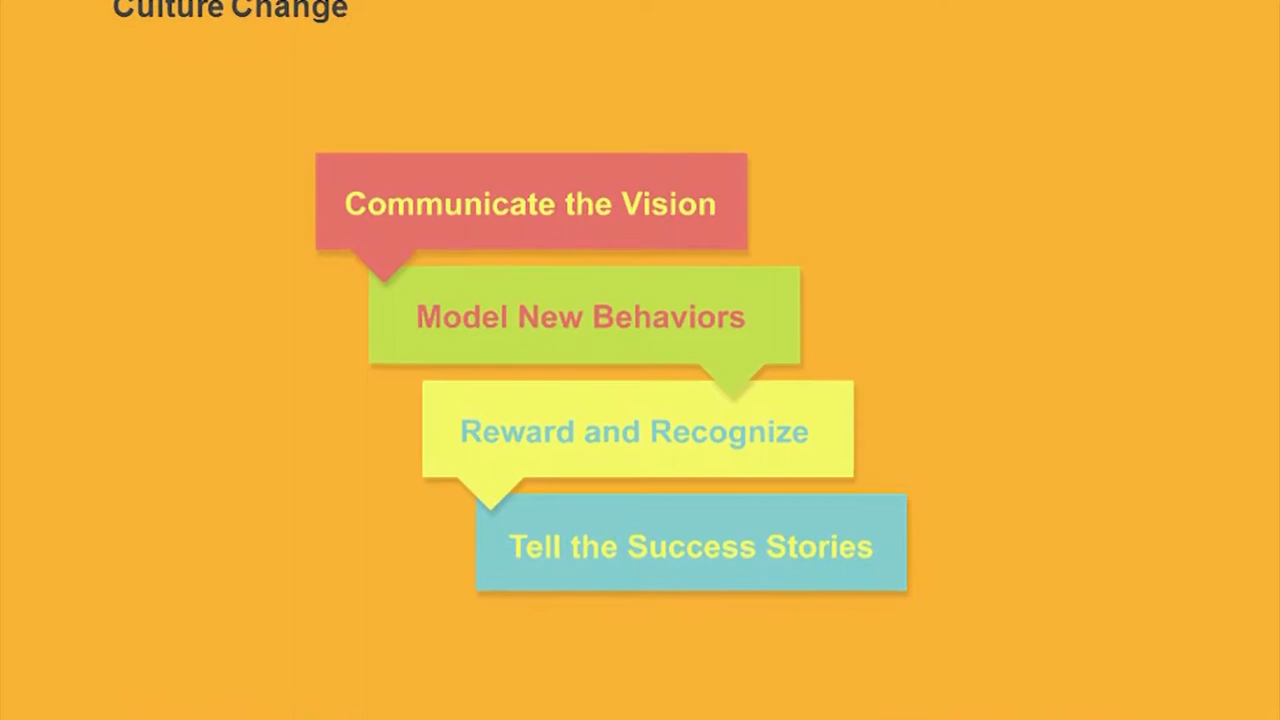 Culture Change
Communicate the Vision
Model New Behaviors
Reward and Recognize
Tell the Success Stories